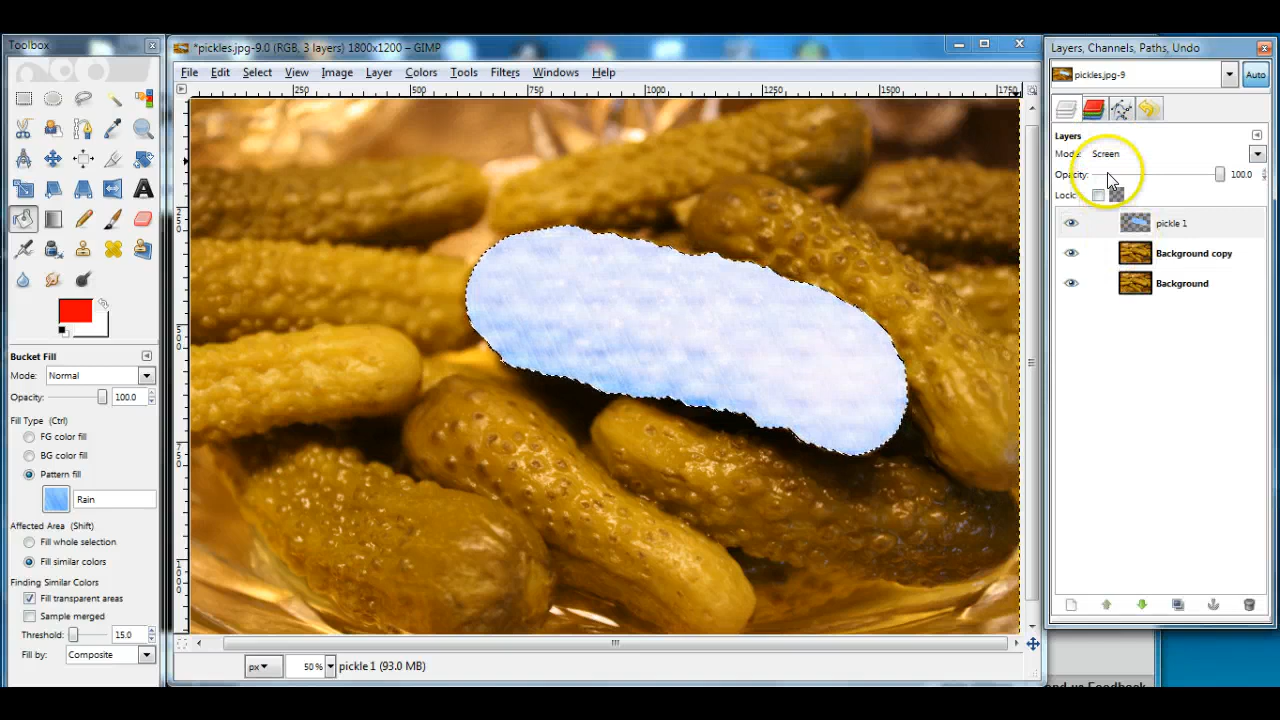 Toolbox
*pickles.jpg-9.0 (RGB, 3 layers) 1800x1200 – GIMP
Layers, Channels, Paths, Undo
File Edit Select View Image Layer Colors Tools Filters Windows Help
pickles.jpg-9
Auto
250 500 750 1000 1250 1500 1750
Layers
Mode: Screen
Opacity: 100.0
Lock:
pickle 1
Background copy
Background
250
500
750
1000
Bucket Fill
Mode: Normal
Opacity: 100.0
Fill Type (Ctrl)
FG color fill
BG color fill
Pattern fill
Rain
Affected Area (Shift)
Fill whole selection
Fill similar colors
Finding Similar Colors
Fill transparent areas
Sample merged
Threshold: 15.0
Fill by: Composite
px 50 % pickle 1 (93.0 MB)